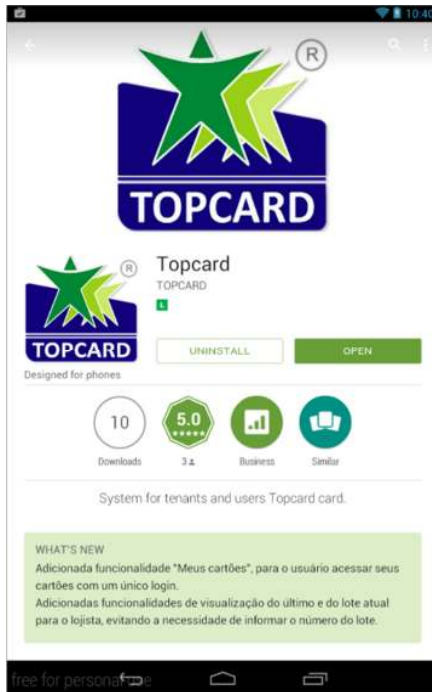 10:40
®
TOPCARD
®
TOPCARD
Topcard
TOPCARD
L
UNINSTALL
OPEN
Designed for phones
10
Downloads
5.0
3
Business
Similar
System for tenants and users Topcard card.
WHAT'S NEW
Adicionada funcionalidade "Meus cartões", para o usuário acessar seus
cartões com um único login.
Adicionadas funcionalidades de visualização do último e do lote atual
para o lojista, evitando a necessidade de informar o número do lote.
free for personal use